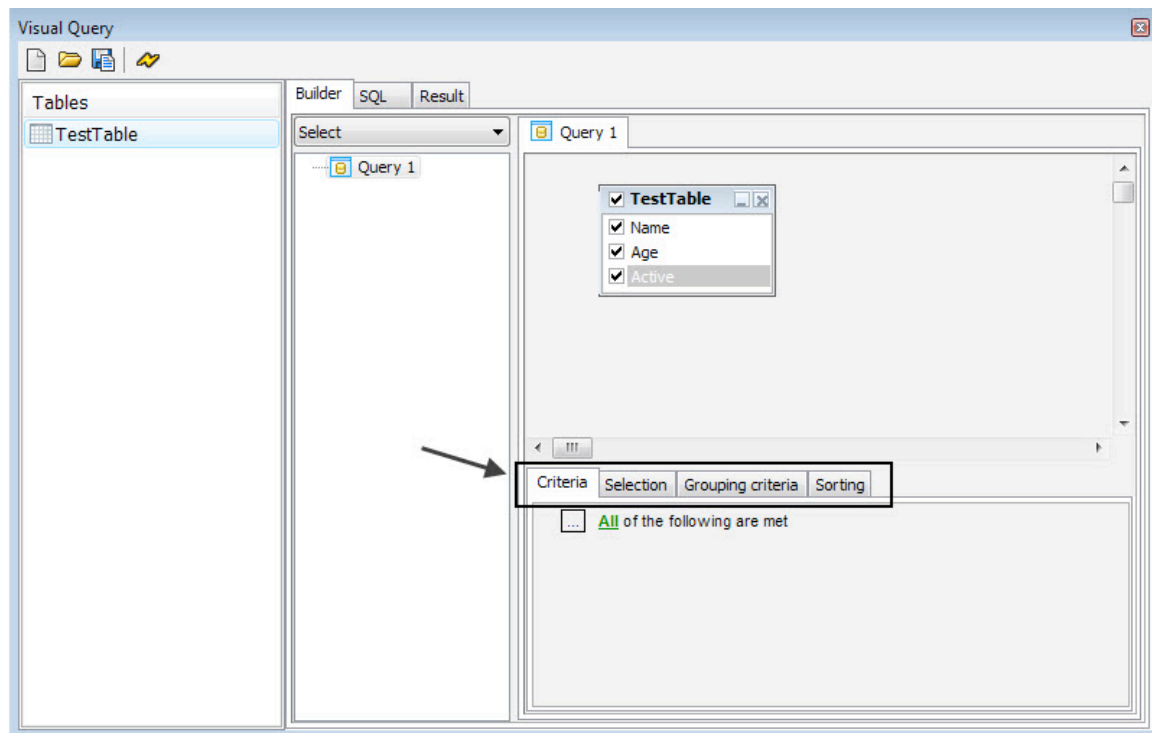 Visual Query
Tables
TestTable
Builder SQL Result
Select
Query 1
Query 1
TestTable
Name
Age
Active
Criteria Selection Grouping criteria Sorting
... All of the following are met